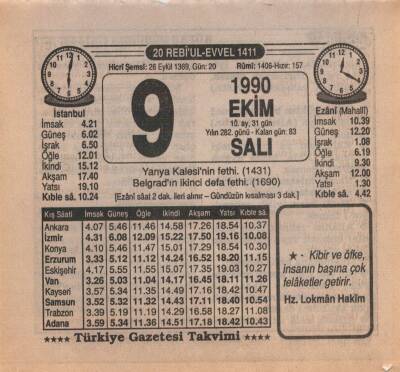 20 REBİ'UL-EVVEL 1411
Hicrî Şemsî: 26 Eylül 1369, Gün: 20 Rûmî: 1406-Hızır: 157
İstanbul
İmsak 4.21
Güneş 6.02
İşrak 6.50
Öğle 12.01
İkindi 15.12
Akşam 17.40
Yatsı 19.10
Kıble sâ. 10.24
9
1990
EKİM
10. ay, 31 gün
Yılın 282. günü - Kalan gün: 83
SALI
Ezânî (Mahallî)
İmsak 10.39
Güneş 12.20
İşrak 1.08
Öğle 6.19
İkindi 9.30
Akşam 12.00
Yatsı 1.30
Kıble sâ. 4.42
Yanya Kalesi'nin fethi. (1431)
Belgrad'ın ikinci defa fethi. (1690)
[Ezânî sâat 2 dak. ileri alınır – Gündüzün kısalması 3 dak.]
Kış Sâati İmsak Güneş Öğle İkindi Akşam Yatsı Kıble sâ.
Ankara 4.07 5.46 11.46 14.58 17.26 18.54 10.37
İzmir 4.31 6.08 12.09 15.22 17.50 19.16 10.08
Konya 4.10 5.46 11.47 15.01 17.29 18.54 10.30
Erzurum 3.33 5.12 11.12 14.24 16.52 18.20 11.15
Eskişehir 4.17 5.55 11.55 15.07 17.35 19.03 10.27
Van 3.26 5.03 11.04 14.17 16.45 18.11 11.26
Kayseri 3.57 5.34 11.35 14.49 17.16 18.42 10.47
Samsun 3.52 5.32 11.32 14.43 17.11 18.40 10.54
Trabzon 3.39 5.19 11.19 14.29 16.58 18.27 11.08
Adana 3.59 5.34 11.36 14.51 17.18 18.42 10.43
★ · Kibir ve öfke,
insanın başına çok
felâketler getirir.
Hz. Lokmân Hakîm
★★★★ Türkiye Gazetesi Takvimi ★★★★